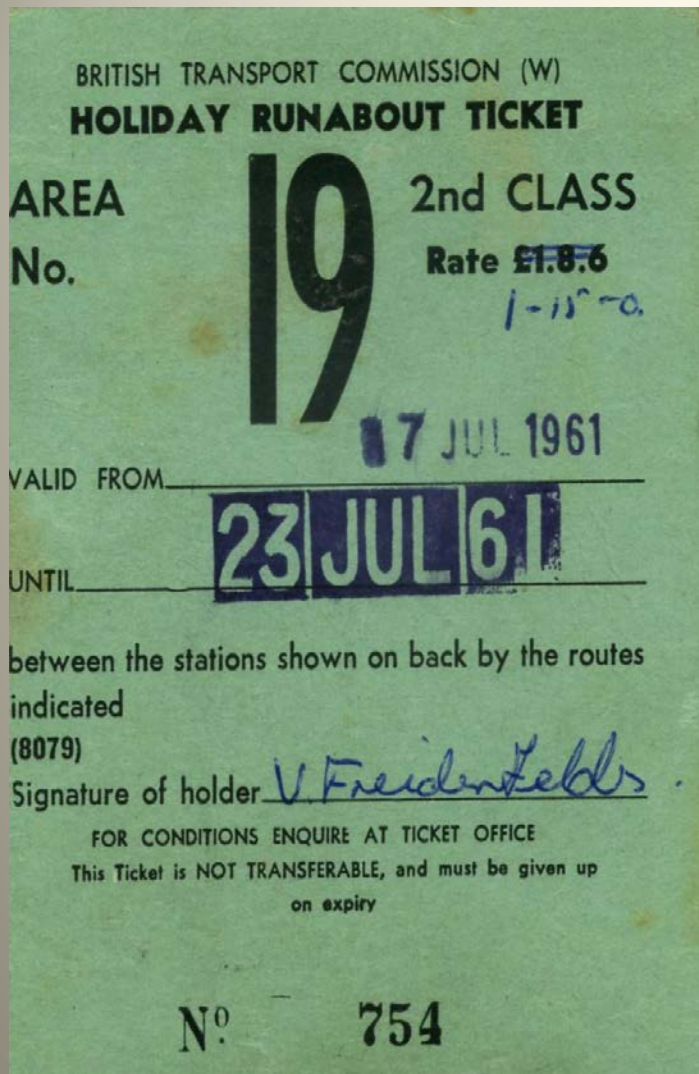 BRITISH TRANSPORT COMMISSION (W)
HOLIDAY RUNABOUT TICKET
AREA No. 19
2nd CLASS
Rate £1.8.6
1-15-0.
17 JUL 1961
VALID FROM
23 JUL 61
UNTIL
between the stations shown on back by the routes
indicated
(8079)
Signature of holder V. Freidenfelds.
FOR CONDITIONS ENQUIRE AT TICKET OFFICE
This Ticket is NOT TRANSFERABLE, and must be given up
on expiry
Nº 754